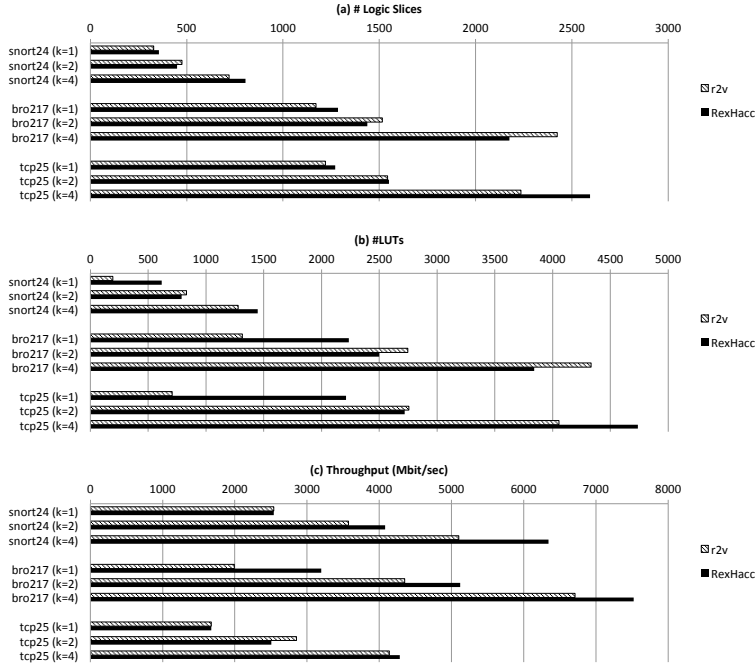 (a) # Logic Slices
0 500 1000 1500 2000 2500 3000
snort24 (k=1)
snort24 (k=2)
snort24 (k=4)
bro217 (k=1)
bro217 (k=2)
bro217 (k=4)
tcp25 (k=1)
tcp25 (k=2)
tcp25 (k=4)
r2v
RexHacc
(b) #LUTs
0 500 1000 1500 2000 2500 3000 3500 4000 4500 5000
snort24 (k=1)
snort24 (k=2)
snort24 (k=4)
bro217 (k=1)
bro217 (k=2)
bro217 (k=4)
tcp25 (k=1)
tcp25 (k=2)
tcp25 (k=4)
r2v
RexHacc
(c) Throughput (Mbit/sec)
0 1000 2000 3000 4000 5000 6000 7000 8000
snort24 (k=1)
snort24 (k=2)
snort24 (k=4)
bro217 (k=1)
bro217 (k=2)
bro217 (k=4)
tcp25 (k=1)
tcp25 (k=2)
tcp25 (k=4)
r2v
RexHacc